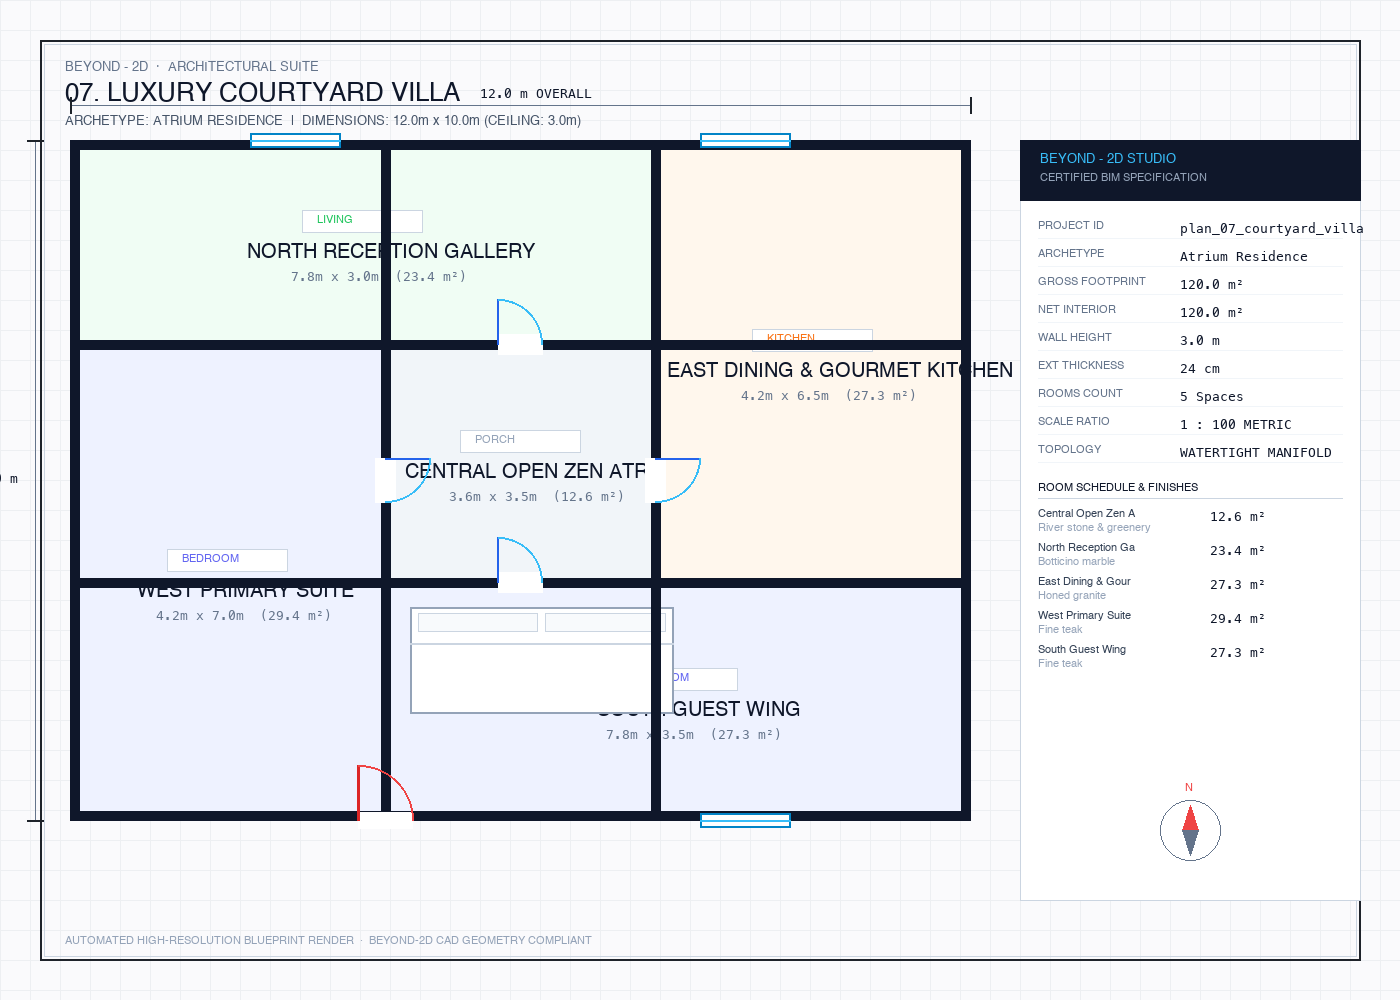 BEYOND - 2D · ARCHITECTURAL SUITE
07. LUXURY COURTYARD VILLA
12.0 m OVERALL
ARCHETYPE: ATRIUM RESIDENCE | DIMENSIONS: 12.0m x 10.0m (CEILING: 3.0m)
LIVING
NORTH RECEPTION GALLERY
7.8m x 3.0m (23.4 m²)
KITCHEN
EAST DINING & GOURMET KITCHEN
4.2m x 6.5m (27.3 m²)
PORCH
CENTRAL OPEN ZEN ATR
3.6m x 3.5m (12.6 m²)
m
BEDROOM
WEST PRIMARY SUITE
4.2m x 7.0m (29.4 m²)
OM
GUEST WING
7.8m x 3.5m (27.3 m²)
BEYOND - 2D STUDIO
CERTIFIED BIM SPECIFICATION
PROJECT ID plan_07_courtyard_villa
ARCHETYPE Atrium Residence
GROSS FOOTPRINT 120.0 m²
NET INTERIOR 120.0 m²
WALL HEIGHT 3.0 m
EXT THICKNESS 24 cm
ROOMS COUNT 5 Spaces
SCALE RATIO 1 : 100 METRIC
TOPOLOGY WATERTIGHT MANIFOLD
ROOM SCHEDULE & FINISHES
Central Open Zen A 12.6 m²
River stone & greenery
North Reception Ga 23.4 m²
Botticino marble
East Dining & Gour 27.3 m²
Honed granite
West Primary Suite 29.4 m²
Fine teak
South Guest Wing 27.3 m²
Fine teak
N
AUTOMATED HIGH-RESOLUTION BLUEPRINT RENDER · BEYOND-2D CAD GEOMETRY COMPLIANT